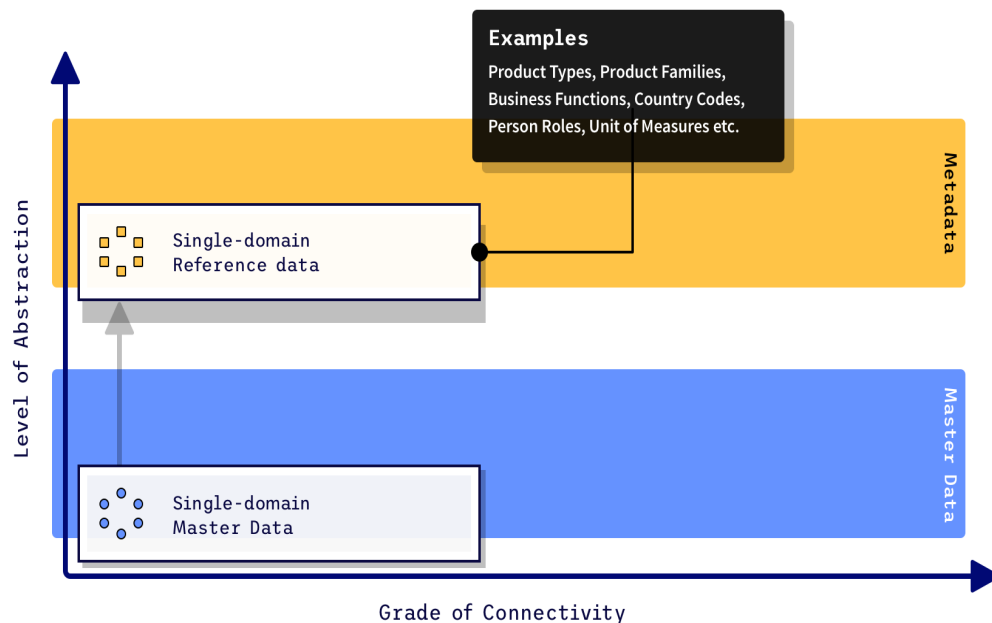 Examples
Product Types, Product Families,
Business Functions, Country Codes,
Person Roles, Unit of Measures etc.
Metadata
Single-domain
Reference data
Level of Abstraction
Master Data
Single-domain
Master Data
Grade of Connectivity